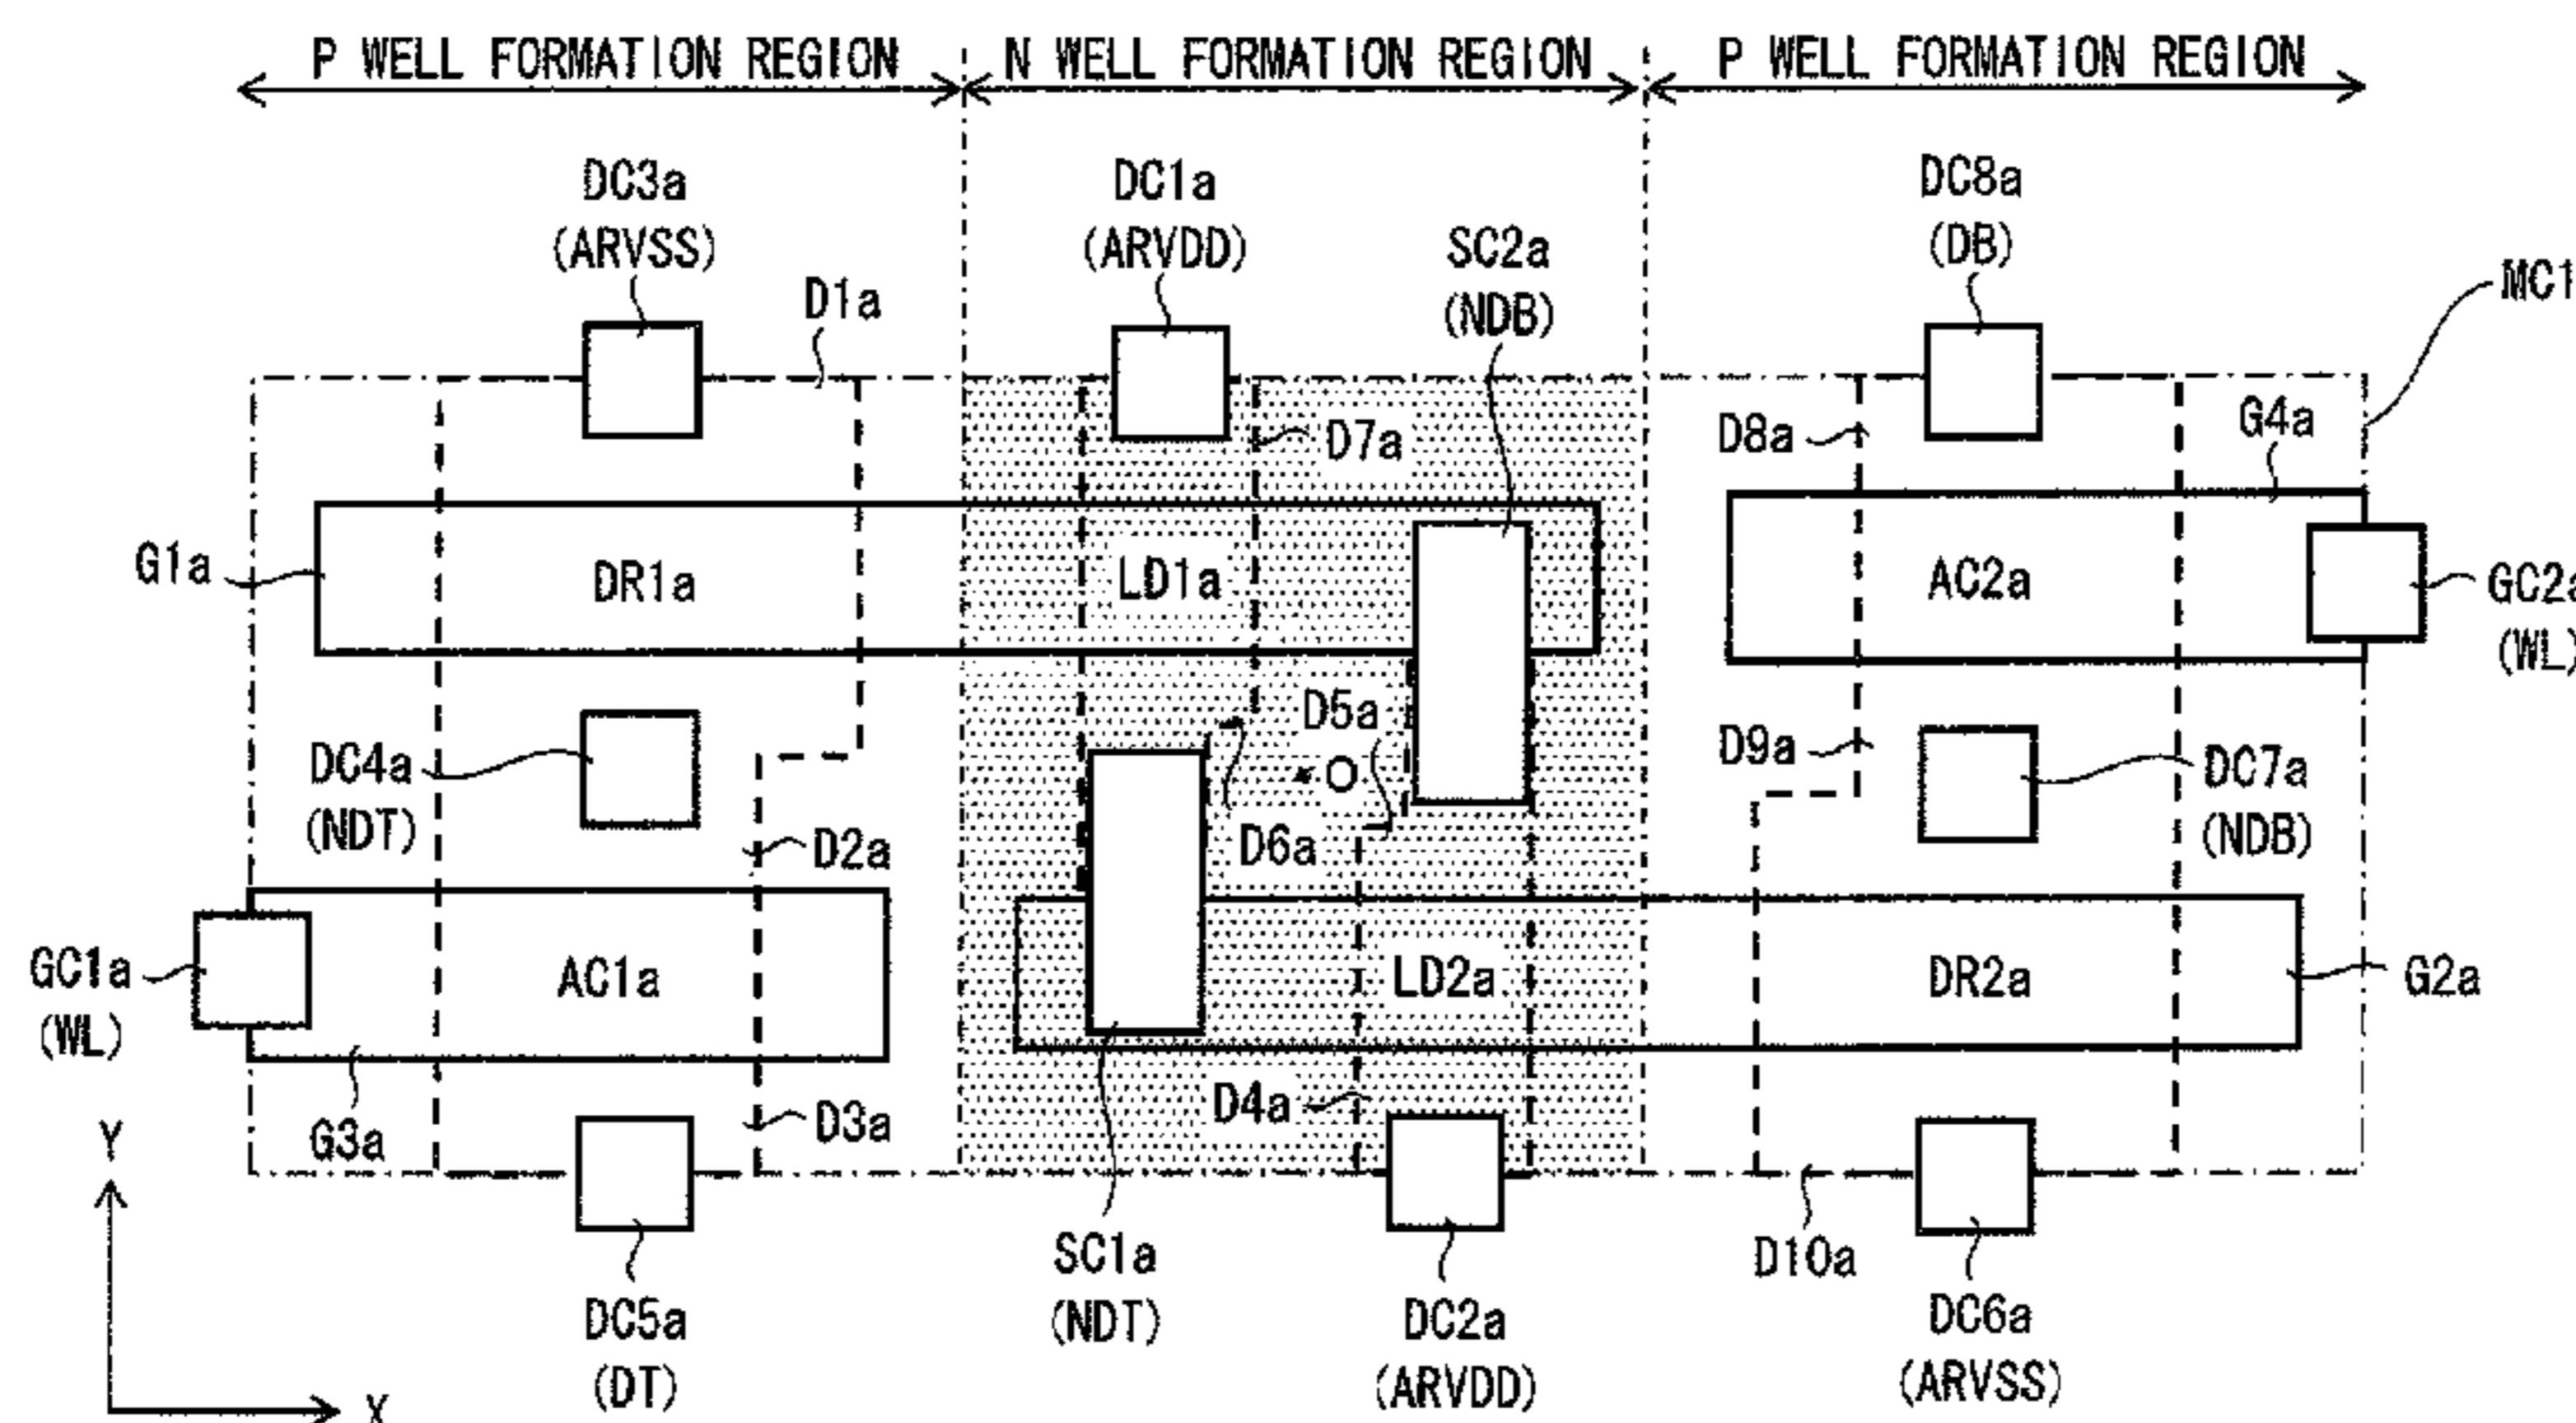 P WELL FORMATION REGION
N WELL FORMATION REGION
P WELL FORMATION REGION
DC3a
(ARVSS)
D1a
DC1a
(ARVDD)
SC2a
(NDB)
DC8a
(DB)
MC1
D7a
D8a
G4a
G1a
DR1a
LD1a
AC2a
GC2a
(WL)
DC4a
(NDT)
D5a
O
D9a
DC7a
(NDB)
D2a
D6a
GC1a
(WL)
AC1a
LD2a
DR2a
G2a
G3a
D3a
D4a
Y
X
DC5a
(DT)
SC1a
(NDT)
DC2a
(ARVDD)
D10a
DC6a
(ARVSS)